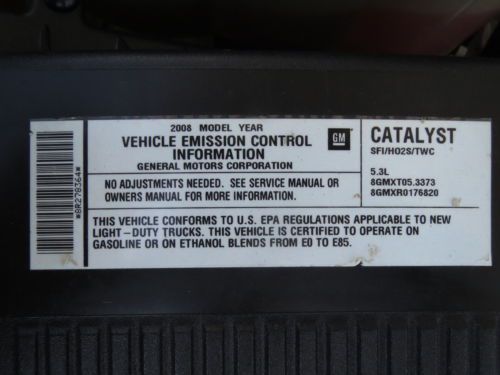 2008 MODEL YEAR
VEHICLE EMISSION CONTROL
INFORMATION
GENERAL MOTORS CORPORATION
GM
CATALYST
SFI/HO2S/TWC
5.3L
8GMXT05.3373
8GMXR0176820
NO ADJUSTMENTS NEEDED. SEE SERVICE MANUAL OR
OWNERS MANUAL FOR MORE INFORMATION.
THIS VEHICLE CONFORMS TO U.S. EPA REGULATIONS APPLICABLE TO NEW
LIGHT-DUTY TRUCKS. THIS VEHICLE IS CERTIFIED TO OPERATE ON
GASOLINE OR ON ETHANOL BLENDS FROM E0 TO E85.
*8R278364*